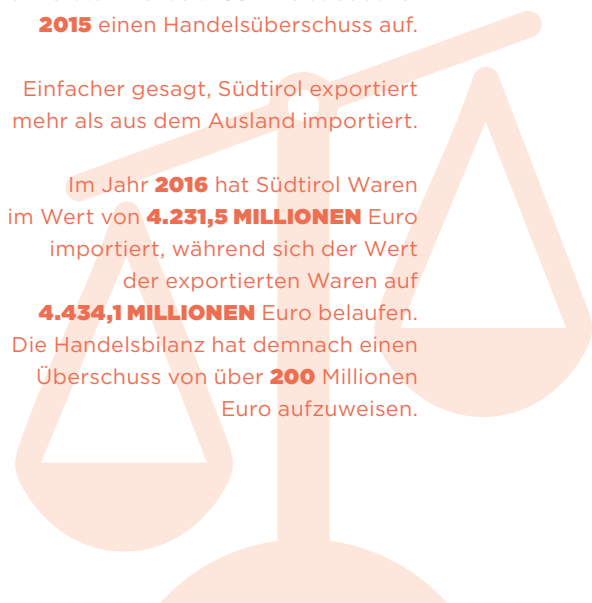 2015 einen Handelsüberschuss auf.
Einfacher gesagt, Südtirol exportiert
mehr als aus dem Ausland importiert.
Im Jahr 2016 hat Südtirol Waren
im Wert von 4.231,5 MILLIONEN Euro
importiert, während sich der Wert
der exportierten Waren auf
4.434,1 MILLIONEN Euro belaufen.
Die Handelsbilanz hat demnach einen
Überschuss von über 200 Millionen
Euro aufzuweisen.